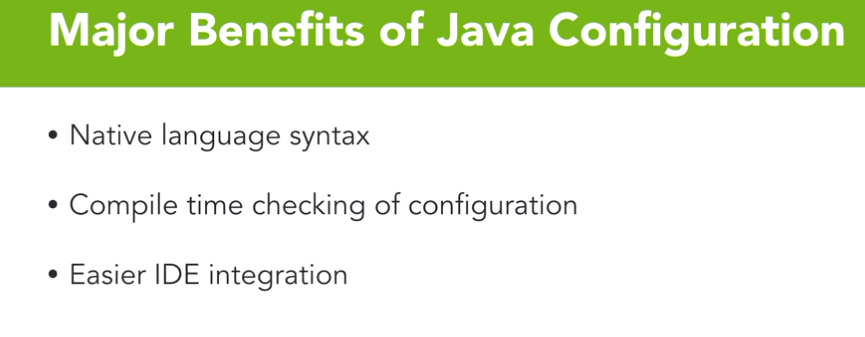 Major Benefits of Java Configuration
• Native language syntax
• Compile time checking of configuration
• Easier IDE integration